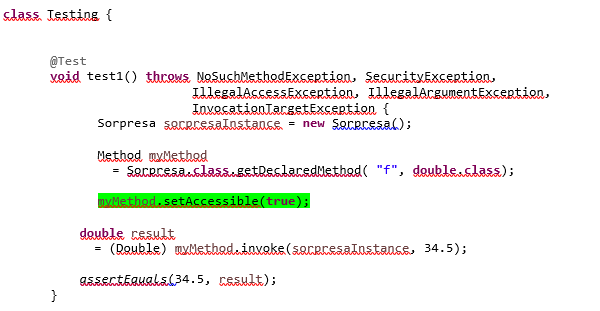 class Testing {
@Test
void test1() throws NoSuchMethodException, SecurityException,
IllegalAccessException, IllegalArgumentException,
InvocationTargetException {
Sorpresa sorpresaInstance = new Sorpresa();
Method myMethod
= Sorpresa.class.getDeclaredMethod( "f", double.class);
myMethod.setAccessible(true);
double result
= (Double) myMethod.invoke(sorpresaInstance, 34.5);
assertEquals(34.5, result);
}